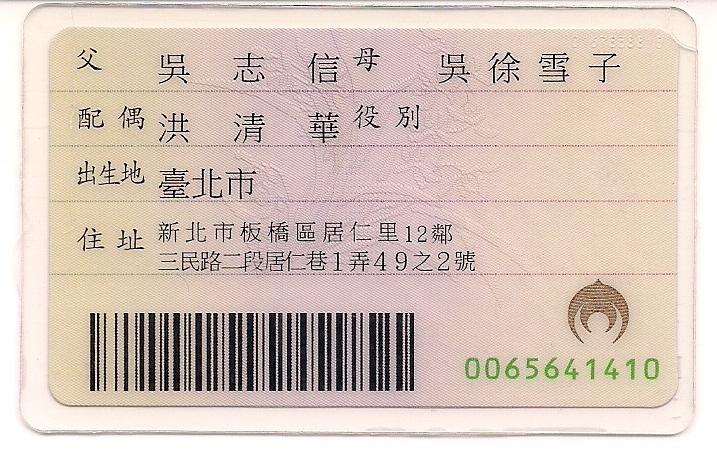 父 吳志信 母 吳徐雪子
配偶 洪清華 役別
出生地 臺北市
住址 新北市板橋區居仁里12鄰
三民路二段居仁巷1弄49之2號
0065641410